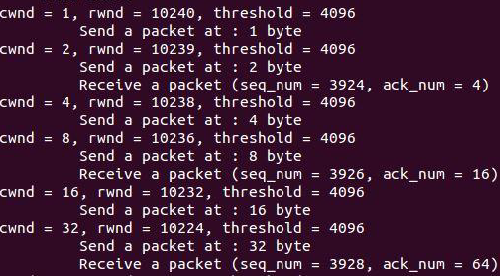 cwnd = 1, rwnd = 10240, threshold = 4096
Send a packet at : 1 byte
cwnd = 2, rwnd = 10239, threshold = 4096
Send a packet at : 2 byte
Receive a packet (seq_num = 3924, ack_num = 4)
cwnd = 4, rwnd = 10238, threshold = 4096
Send a packet at : 4 byte
cwnd = 8, rwnd = 10236, threshold = 4096
Send a packet at : 8 byte
Receive a packet (seq_num = 3926, ack_num = 16)
cwnd = 16, rwnd = 10232, threshold = 4096
Send a packet at : 16 byte
cwnd = 32, rwnd = 10224, threshold = 4096
Send a packet at : 32 byte
Receive a packet (seq_num = 3928, ack_num = 64)